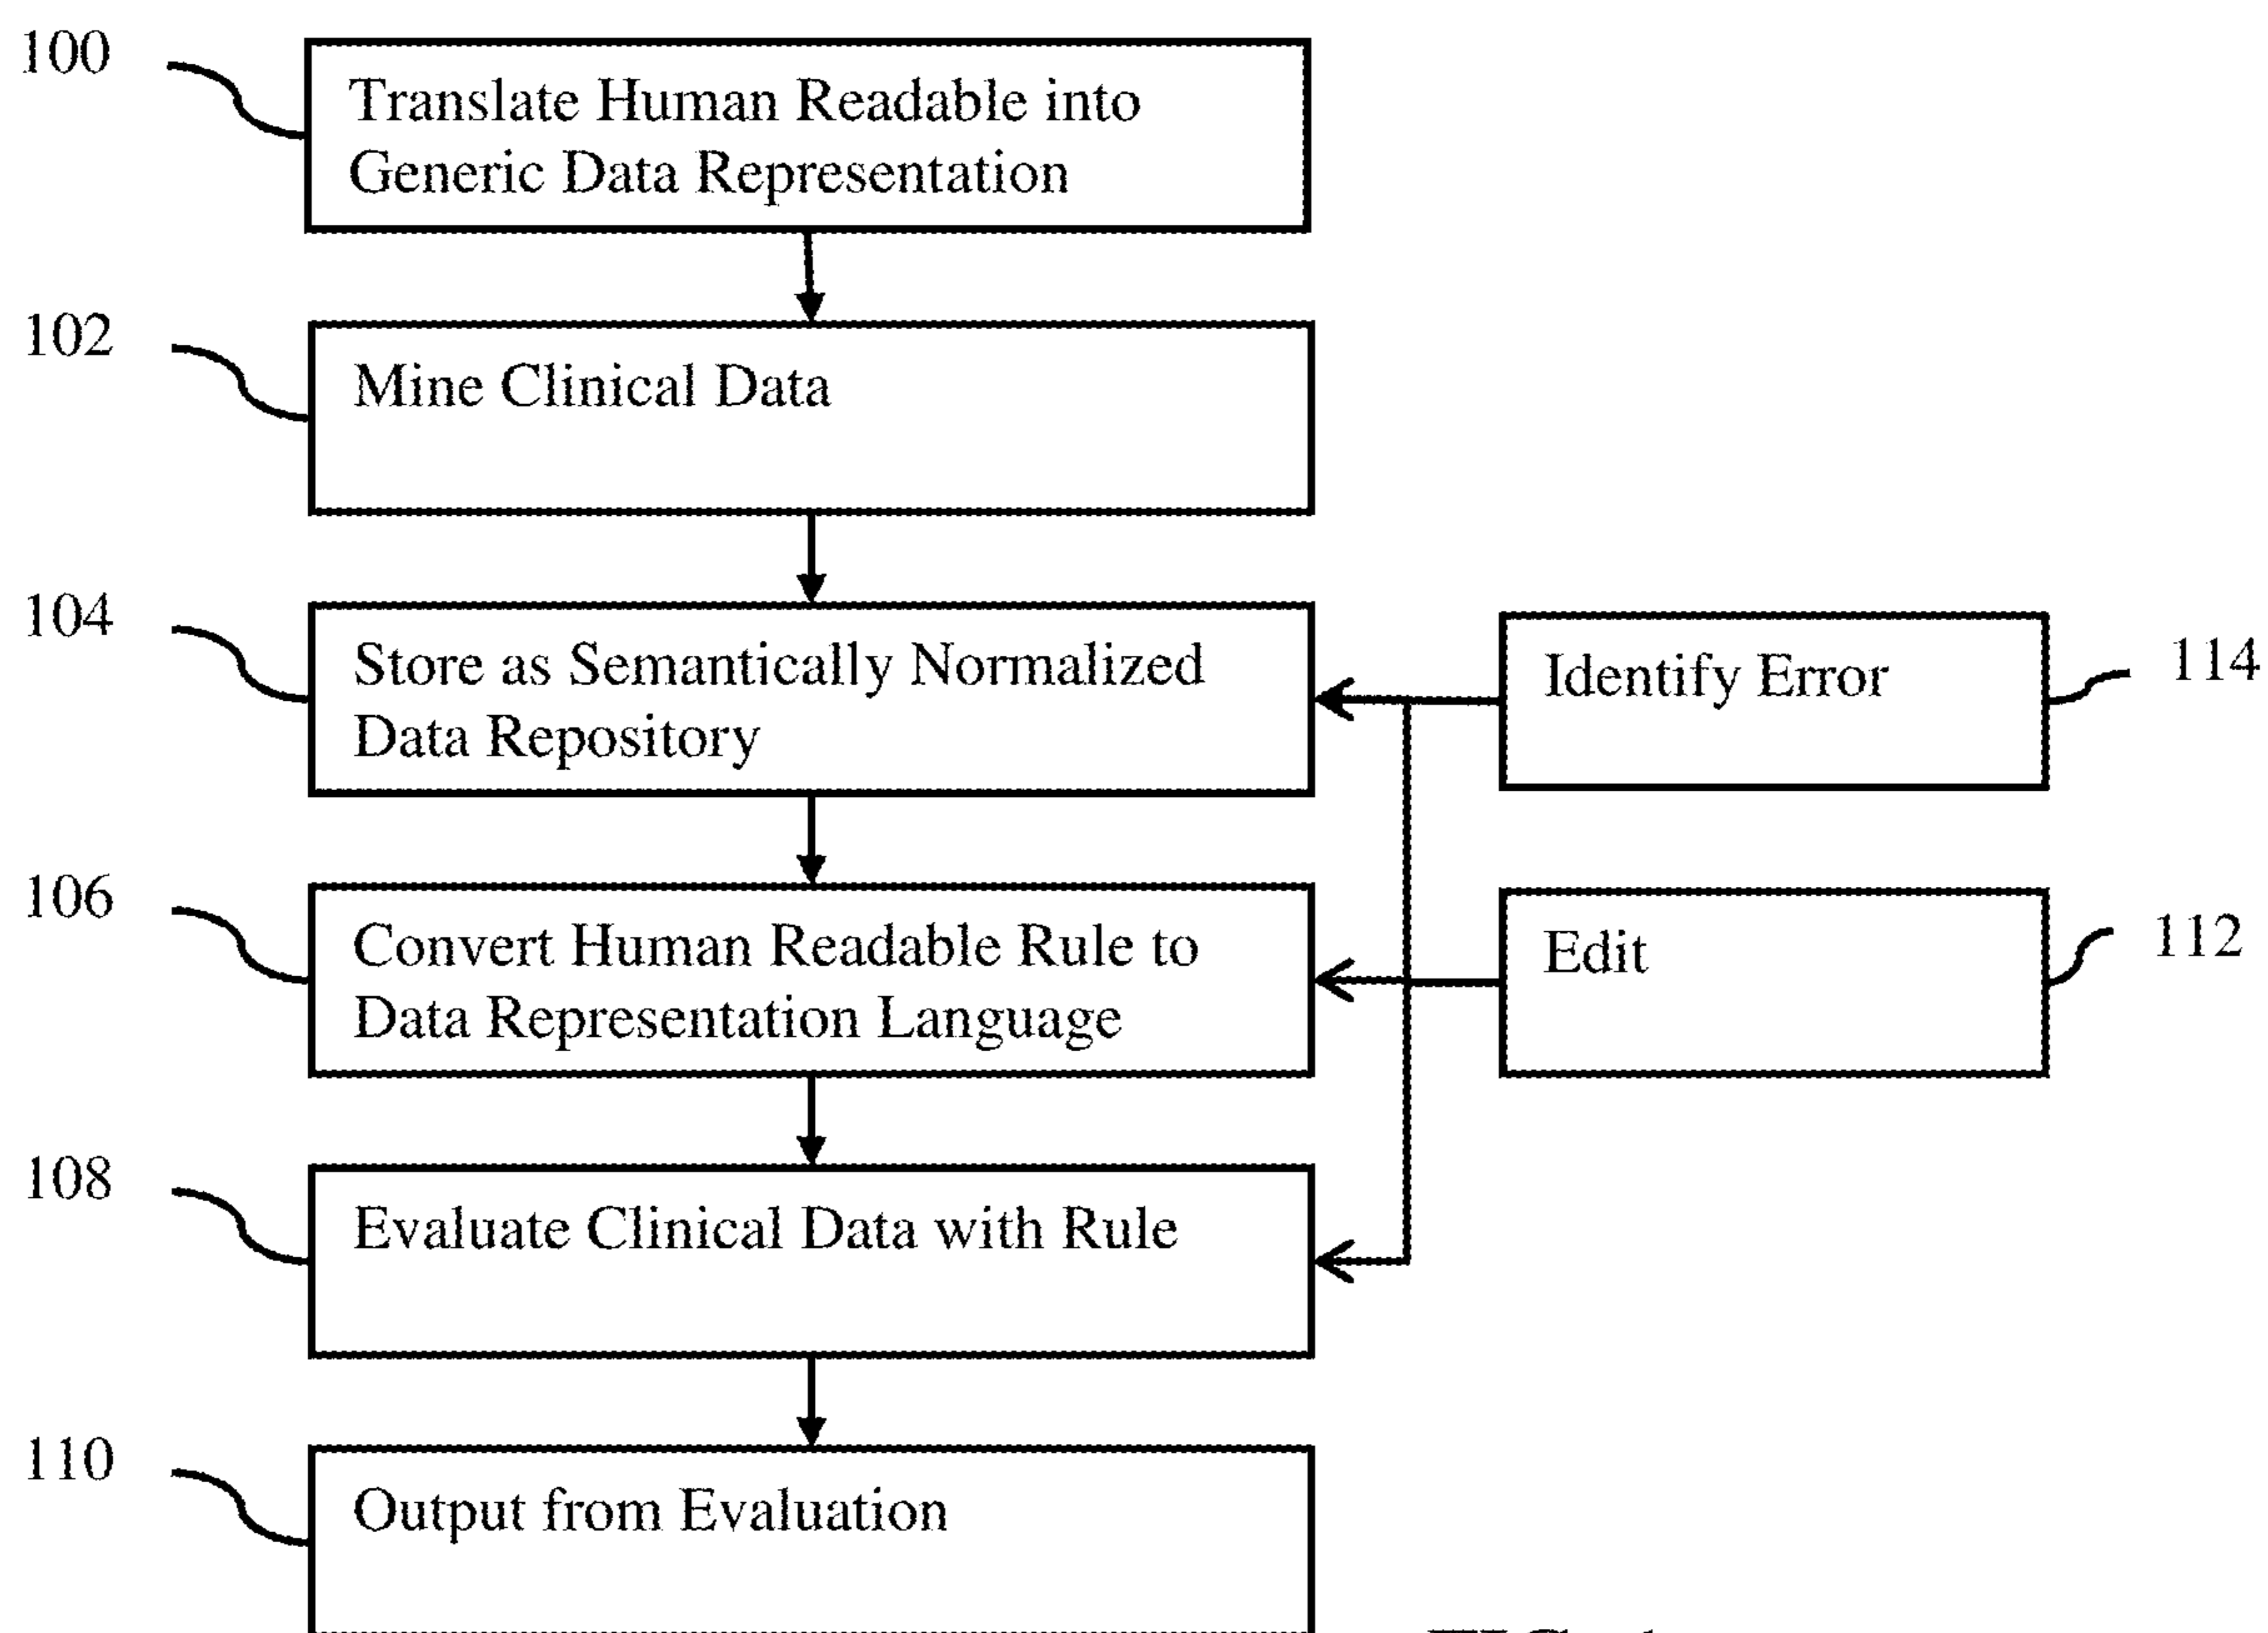 100
Translate Human Readable into
Generic Data Representation
102
Mine Clinical Data
104
Store as Semantically Normalized
Data Repository
Identify Error
114
106
Convert Human Readable Rule to
Data Representation Language
Edit
112
108
Evaluate Clinical Data with Rule
110
Output from Evaluation